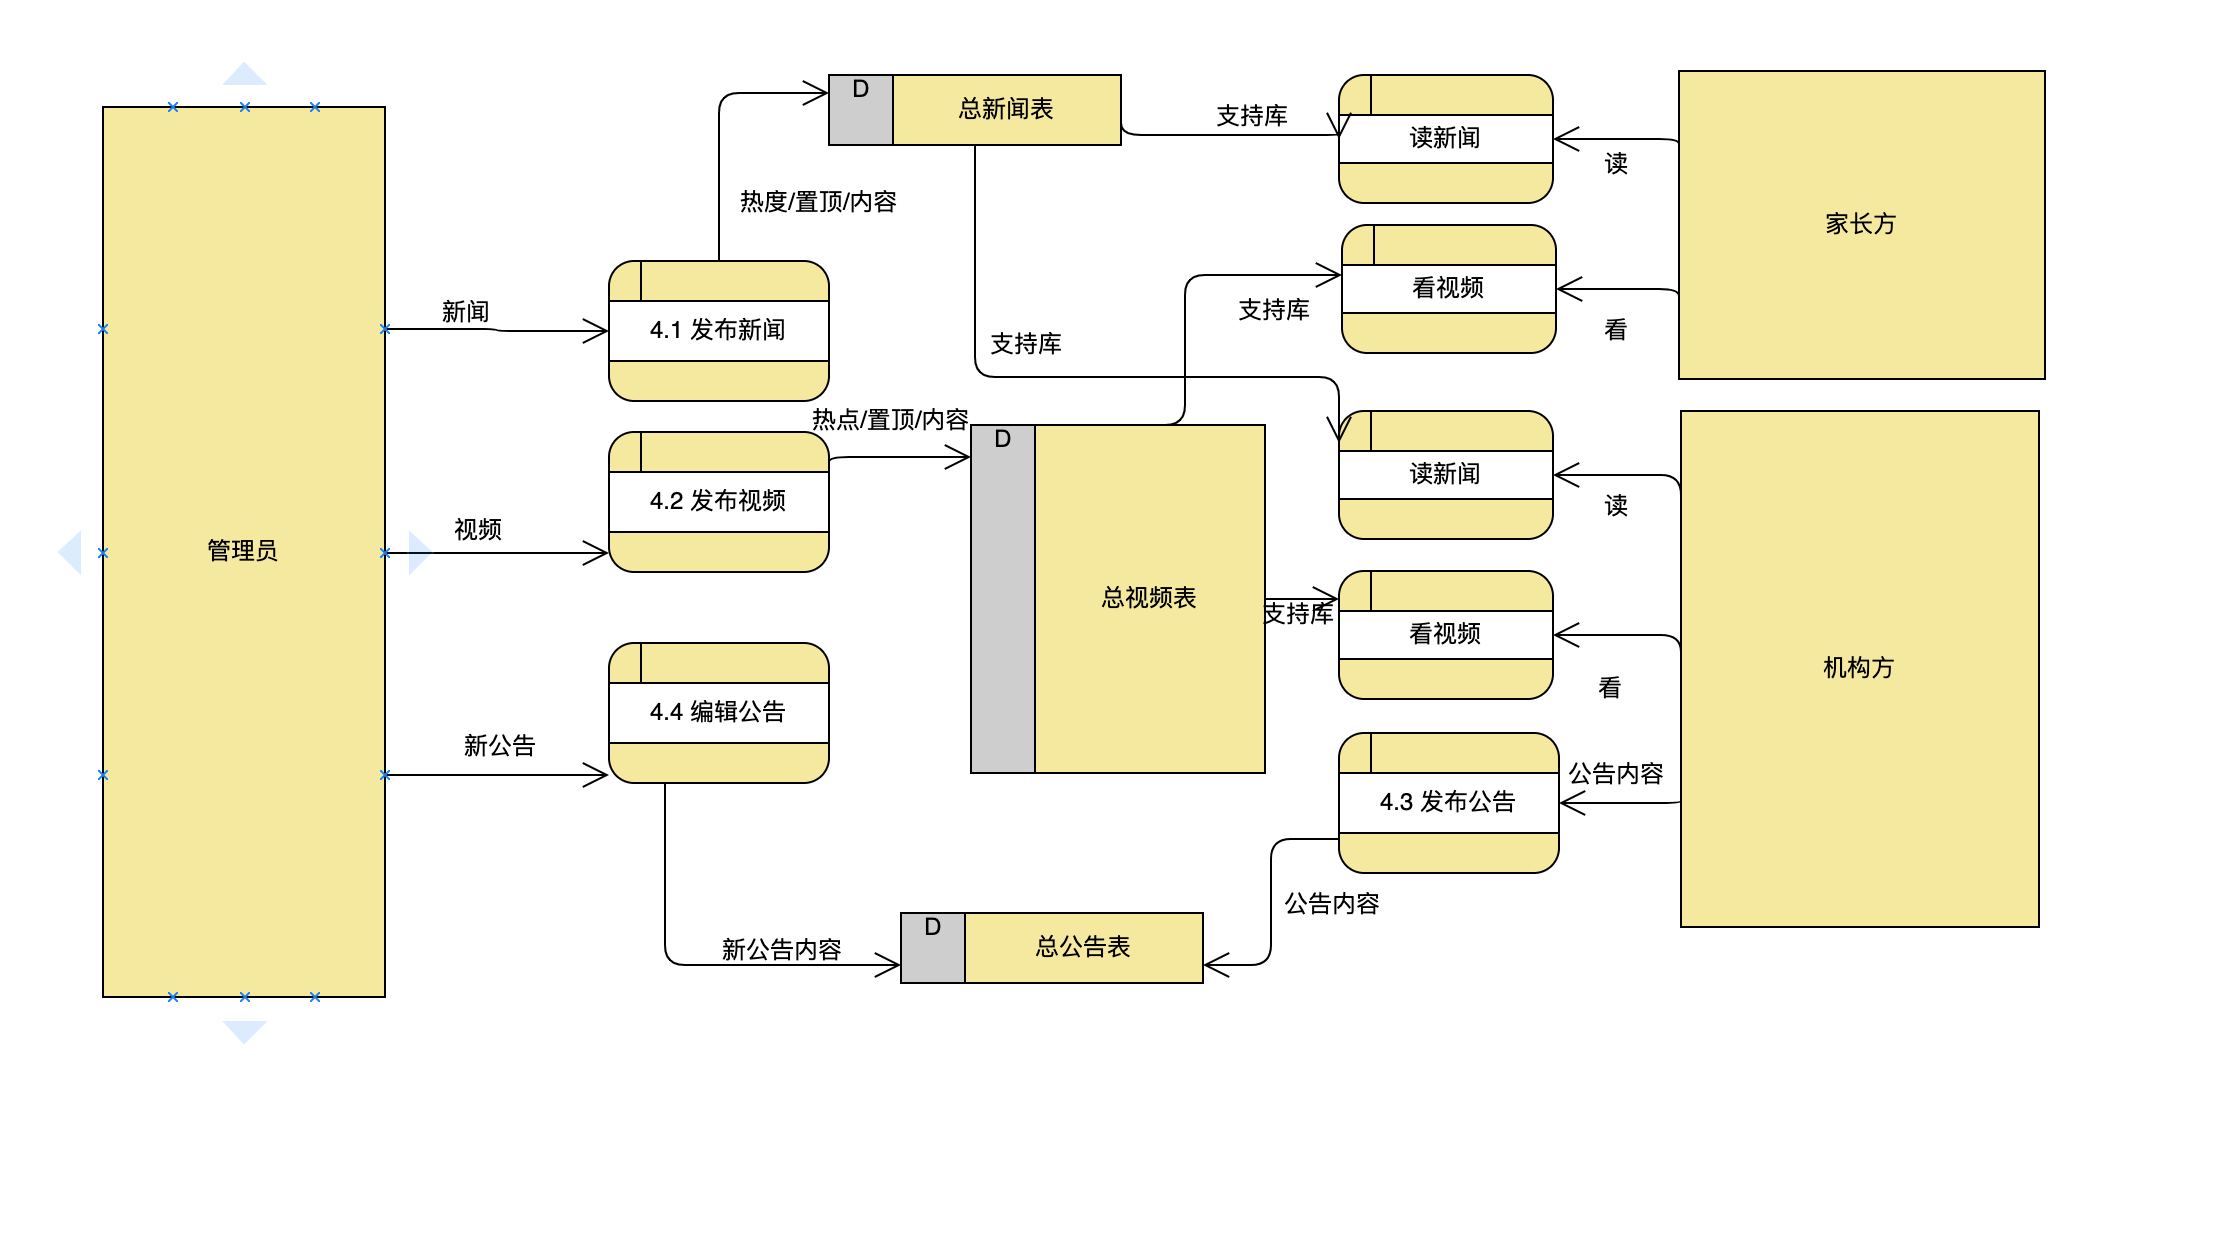 D
总新闻表
支持库
读新闻
读
家长方
热度/置顶/内容
看视频
支持库
看
新闻
4.1 发布新闻
支持库
热点/置顶/内容
D
4.2 发布视频
读新闻
读
视频
管理员
总视频表
支持库
看视频
看
机构方
4.4 编辑公告
新公告
公告内容
4.3 发布公告
公告内容
D
总公告表
新公告内容